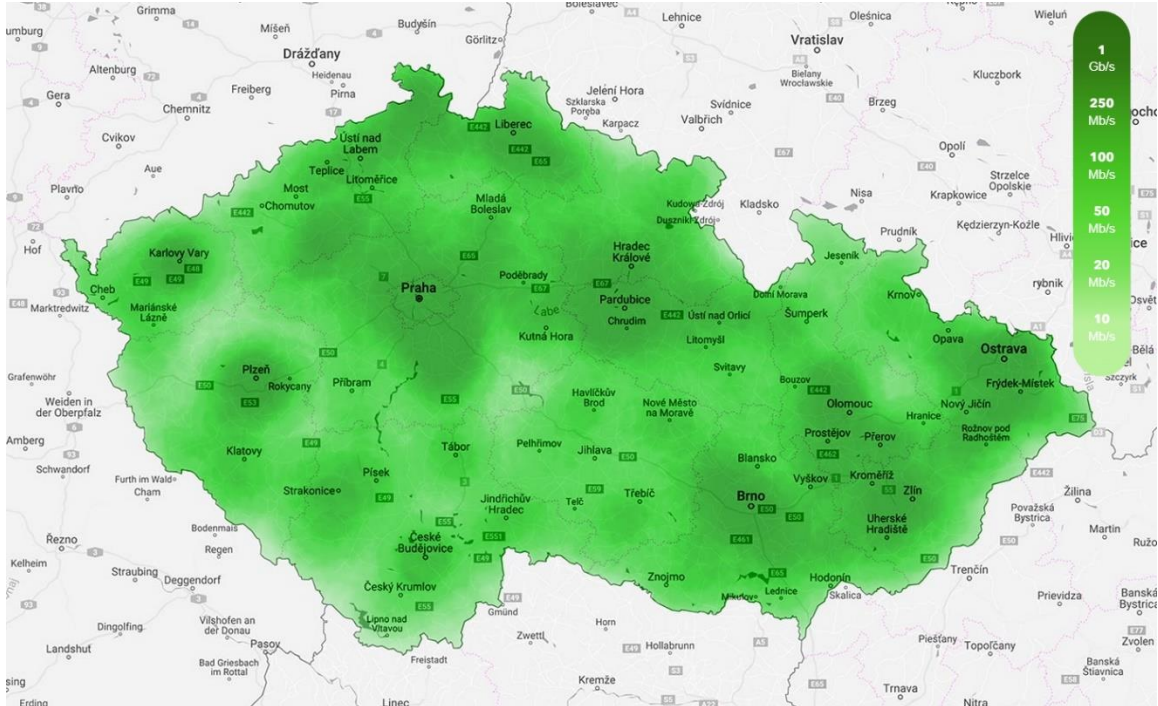 Grimma
Míšeň
Budyšín
Lehnice
Oleśnica
Wieluń
Drážďany
Görlitz
Vratislav
Altenburg
Heidenau
Pirna
Freiberg
Jelení Hora
Bielany
Wrocławskie
Kluczbork
1
Gb/s
Gera
Chemnitz
Szklarska
Poręba
Karpacz
Svídnice
Valbřich
Brzeg
250
Mb/s
Cvikov
Ústí nad
Labem
Liberec
Opolí
100
Mb/s
Aue
Teplice
Litoměřice
Strzelce
Opolskie
Plavno
Most
Chomutov
Mladá
Boleslav
Kudowa-Zdrój
Duszniki-Zdrój
Kladsko
Nisa
Krapkowice
50
Mb/s
Hof
Karlovy Vary
Hradec
Králové
Prudník
Kędzierzyn-Koźle
Jeseník
20
Mb/s
Cheb
Praha
Poděbrady
Pardubice
Dolní Morava
Krnov
rybnik
Marktredwitz
Mariánské
Lázně
Labe
Chrudim
Ústí nad Orlicí
Šumperk
10
Mb/s
Kutná Hora
Litomyšl
Opava
Ostrava
Grafenwöhr
Plzeň
Rokycany
Příbram
Svitavy
Bouzov
Frýdek-Místek
Szczyrk
Weiden in
der Oberpfalz
Havlíčkův
Brod
Nové Město
na Moravě
Olomouc
Nový Jičín
Hranice
Amberg
Klatovy
Tábor
Pelhřimov
Jihlava
Prostějov
Přerov
Rožnov pod
Radhoštěm
Schwandorf
Furth im Wald
Cham
Strakonice
Písek
Blansko
Vyškov
Kroměříž
Zlín
Žilina
Jindřichův
Hradec
Telč
Třebíč
Brno
Považská
Bystrica
Martin
Řezno
Bodenmais
Regen
České
Budějovice
Uherské
Hradiště
Kelheim
Straubing
Deggendorf
Český Krumlov
Znojmo
Hodonín
Trenčín
Mikulov
Lednice
Skalica
Prievidza
Banská
Bystrica
Dingolfing
Vilshofen an
der Donau
Lipno nad
Vltavou
Gmünd
Horn
Zvolen
Landshut
Pasov
Bad Griesbach
im Rottal
Freistadt
Zwettl
Hollabrunn
Piešťany
Topoľčany
Banská
Štiavnica
Erding
Linec
Kremže
Trnava
Nitra